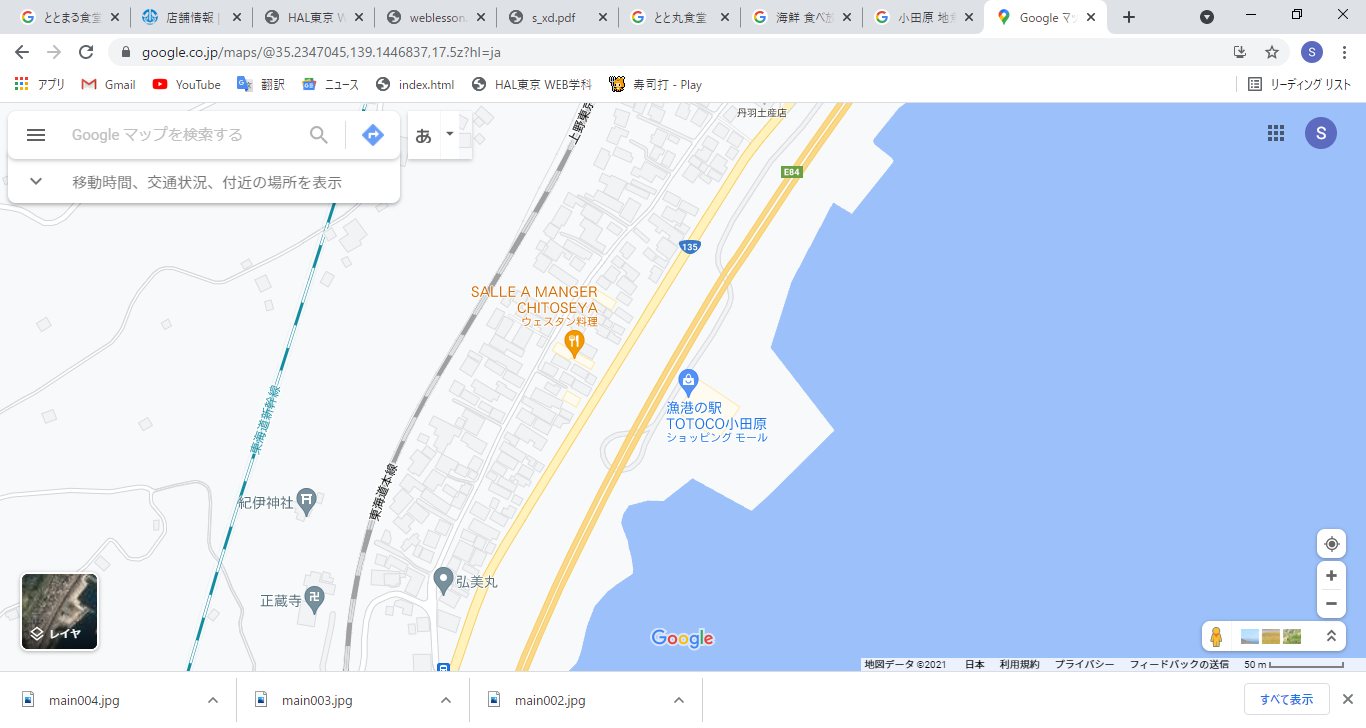 ととまる食堂
店舗情報 |
HAL東京 W
weblesson.
s_xd.pdf
とと丸食堂
海鮮 食べ放
小田原 地魚
Google マッ
google.co.jp/maps/@35.2347045,139.1446837,17.5z?hl=ja
S
アプリ
Gmail
YouTube
翻訳
ニュース
index.html
HAL東京 WEB学科
寿司打 - Play
リーディング リスト
Google マップを検索する
あ
移動時間、交通状況、付近の場所を表示
丹羽土産店
上野東京
E84
S
135
SALLE A MANGER
CHITOSEYA
ウェスタン料理
漁港の駅
TOTOCO小田原
ショッピング モール
東海道新幹線
東海道本線
紀伊神社
弘美丸
正蔵寺
レイヤ
Google
地図データ ©2021
日本
利用規約
プライバシー
フィードバックの送信
50 m
main004.jpg
main003.jpg
main002.jpg
すべて表示